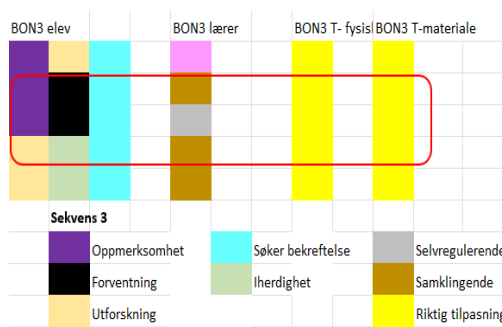 BON3 elev BON3 lærer BON3 T- fysisk BON3 T-materiale
Sekvens 3
Oppmerksomhet Søker bekreftelse Selvregulerende
Forventning Iherdighet Samklingende
Utforskning Riktig tilpasning